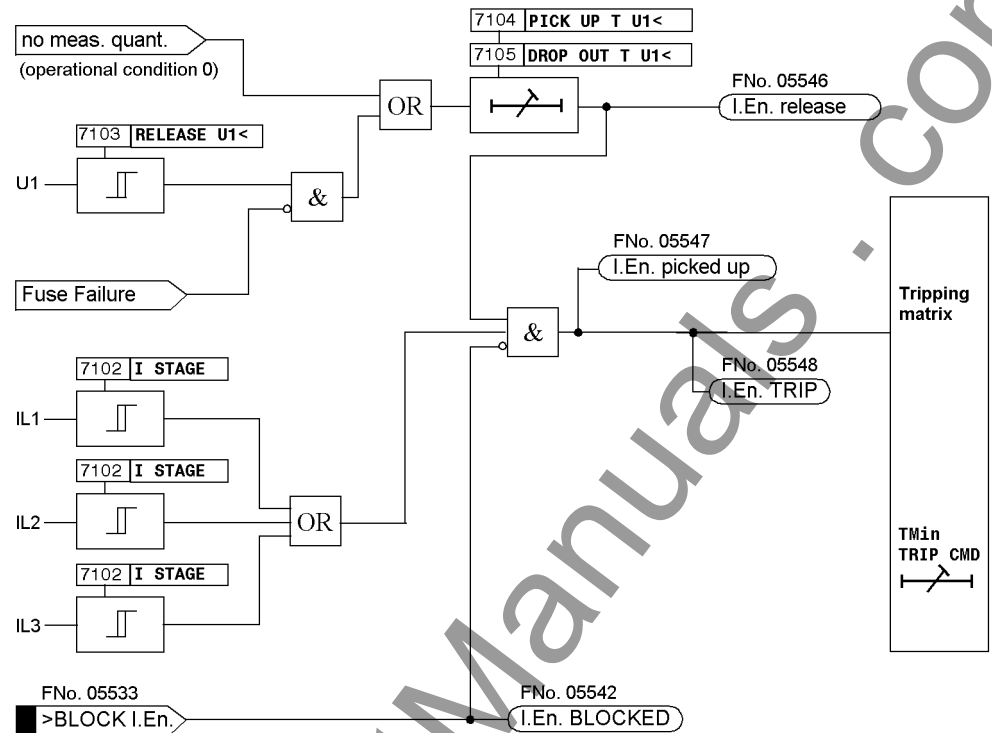 7104 PICK UP T U1<
no meas. quant.
7105 DROP OUT T U1<
(operational condition 0)
FNo. 05546
OR
I.En. release
7103 RELEASE U1<
U1
&
FNo. 05547
I.En. picked up
Fuse Failure
Tripping
matrix
&
7102 I STAGE
FNo. 05548
I.En. TRIP
IL1
7102 I STAGE
IL2
OR
TMin
TRIP CMD
7102 I STAGE
IL3
FNo. 05533
FNo. 05542
>BLOCK I.En.
I.En. BLOCKED
Manuals . com